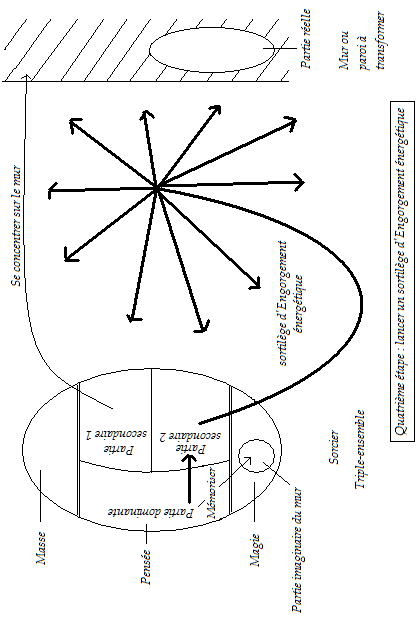 Se concentrer sur le mur
Masse
Partie
secondaire 1
Pensée
Partie dominante
Partie
secondaire 2
Mémoriser
Magie
sortilège d'Engorgement
énergétique
Partie imaginaire du mur
Partie réelle
Sorcier
Triple-ensemble
Mur ou
paroi à
transformer
Quatrième étape : lancer un sortilège d'Engorgement énergétique